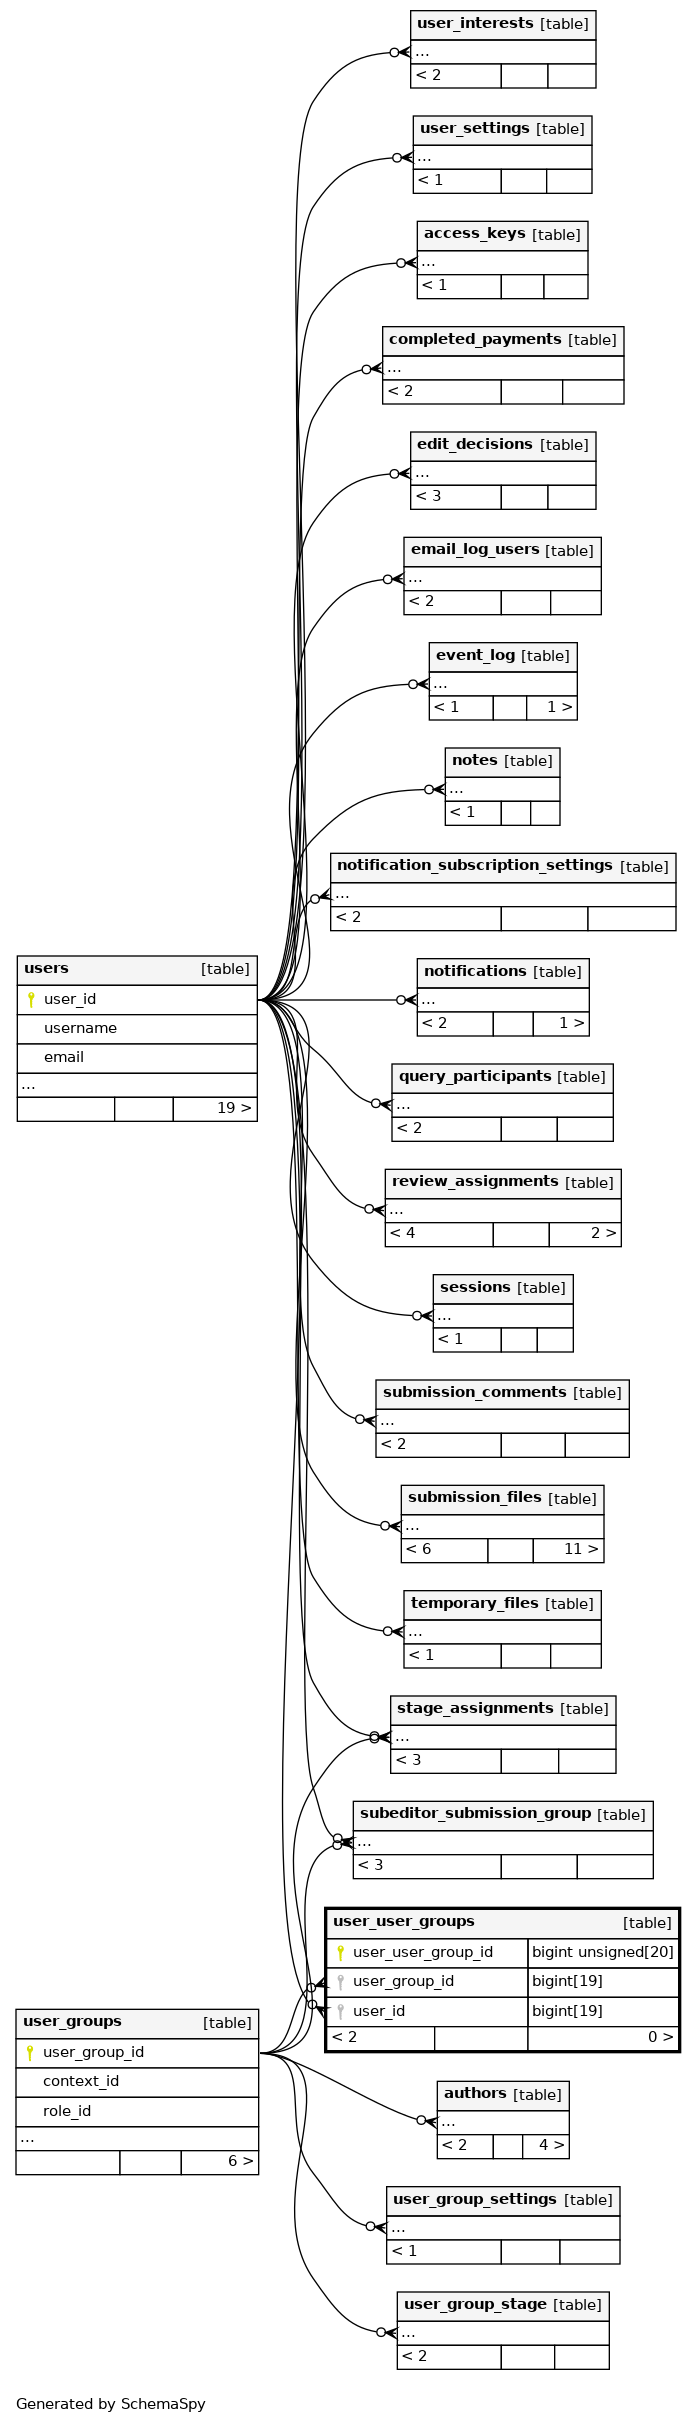 user_interests [table]
...
< 2
user_settings [table]
...
< 1
access_keys [table]
...
< 1
completed_payments [table]
...
< 2
edit_decisions [table]
...
< 3
email_log_users [table]
...
< 2
event_log [table]
...
< 1 1 >
notes [table]
...
< 1
notification_subscription_settings [table]
...
< 2
users [table]
user_id
username
email
...
19 >
notifications [table]
...
< 2 1 >
query_participants [table]
...
< 2
review_assignments [table]
...
< 4 2 >
sessions [table]
...
< 1
submission_comments [table]
...
< 2
submission_files [table]
...
< 6 11 >
temporary_files [table]
...
< 1
stage_assignments [table]
...
< 3
subeditor_submission_group [table]
...
< 3
user_user_groups [table]
user_user_group_id bigint unsigned[20]
user_group_id bigint[19]
user_id bigint[19]
< 2 0 >
user_groups [table]
user_group_id
context_id
role_id
...
6 >
authors [table]
...
< 2 4 >
user_group_settings [table]
...
< 1
user_group_stage [table]
...
< 2
Generated by SchemaSpy